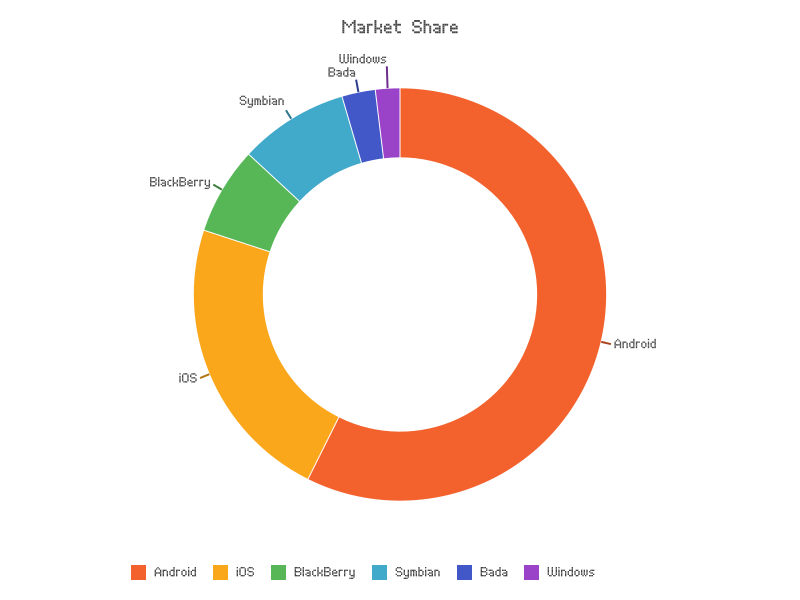 Market Share
Windows
Bada
Symbian
BlackBerry
Android
iOS
Android iOS BlackBerry Symbian Bada Windows